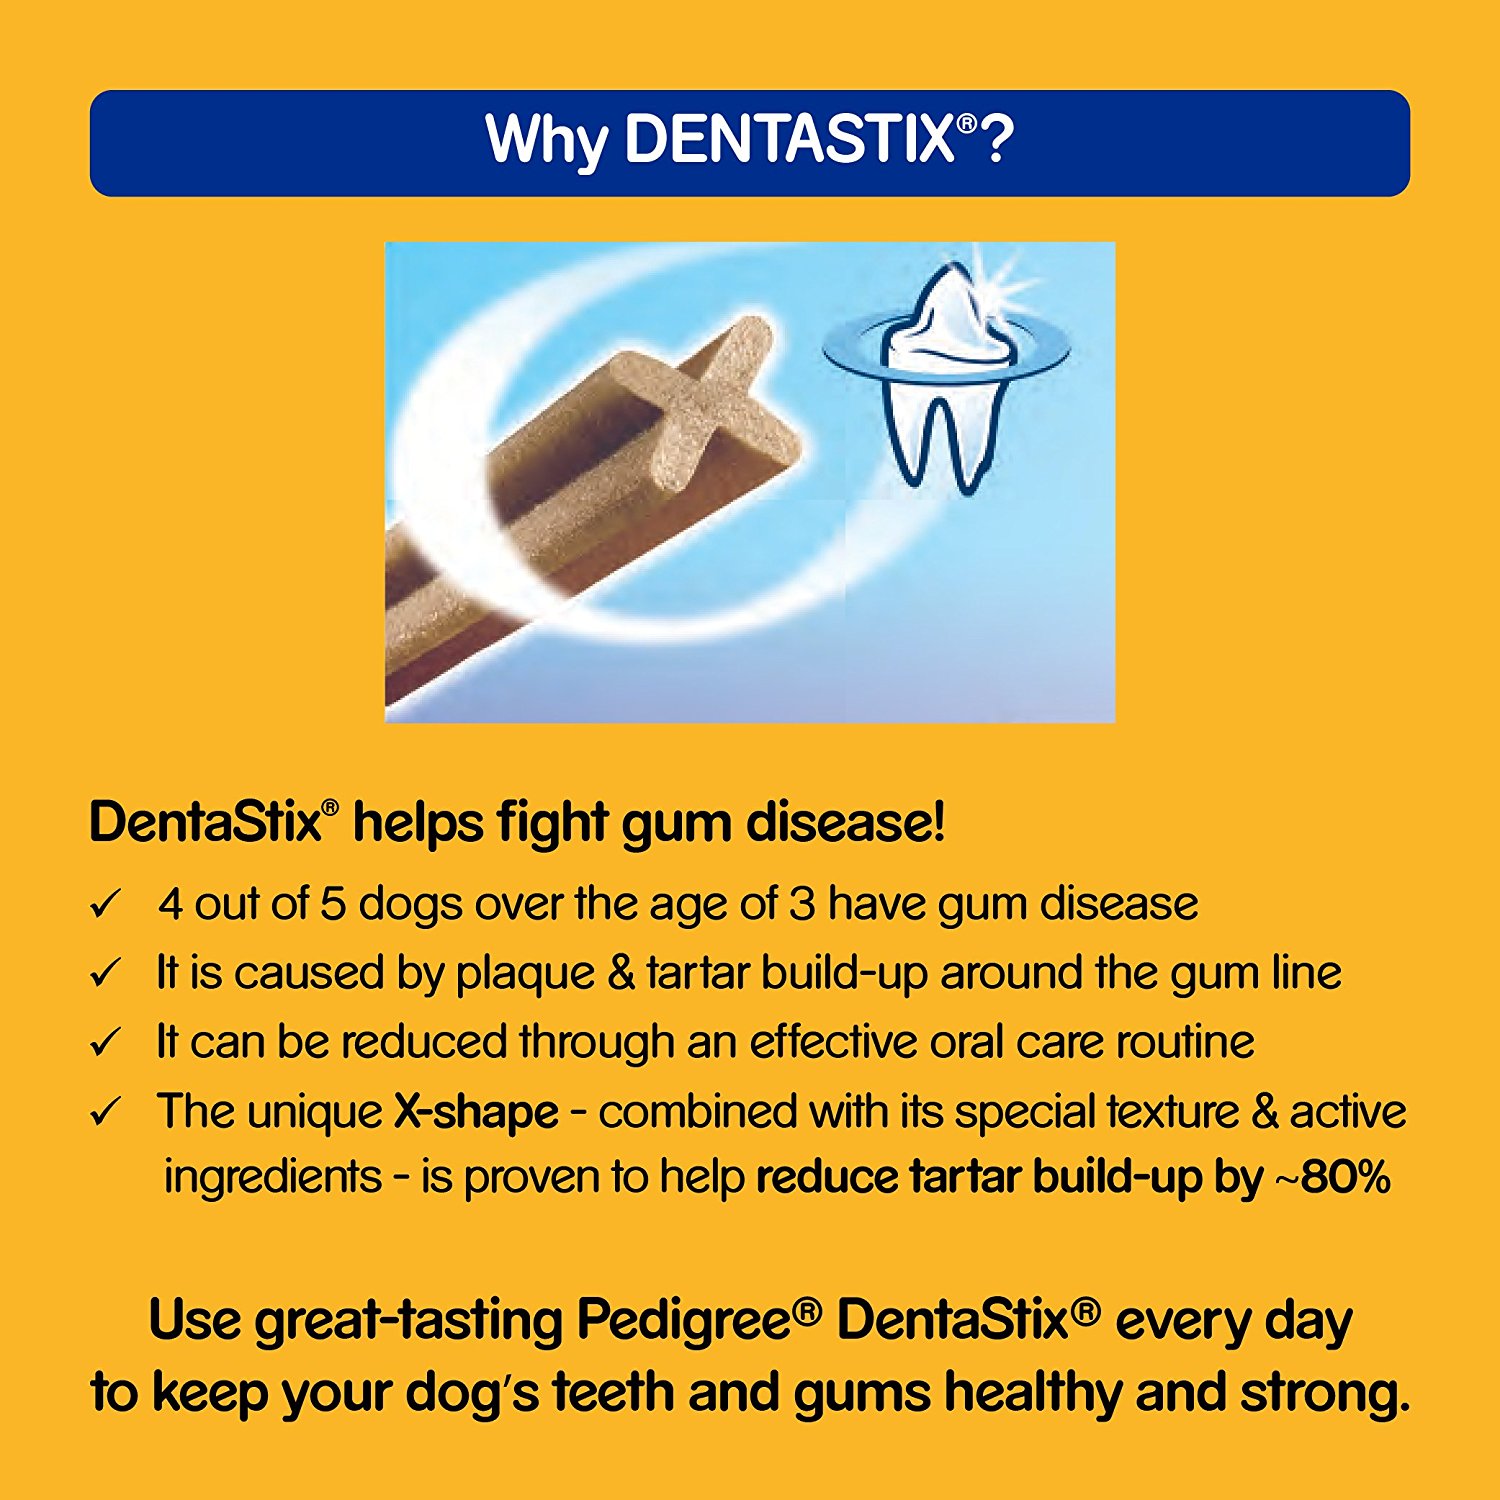 Why DENTASTIX®?
DentaStix® helps fight gum disease!
✓ 4 out of 5 dogs over the age of 3 have gum disease
✓ It is caused by plaque & tartar build-up around the gum line
✓ It can be reduced through an effective oral care routine
✓ The unique X-shape - combined with its special texture & active
ingredients - is proven to help reduce tartar build-up by ~80%
Use great-tasting Pedigree® DentaStix® every day
to keep your dog's teeth and gums healthy and strong.